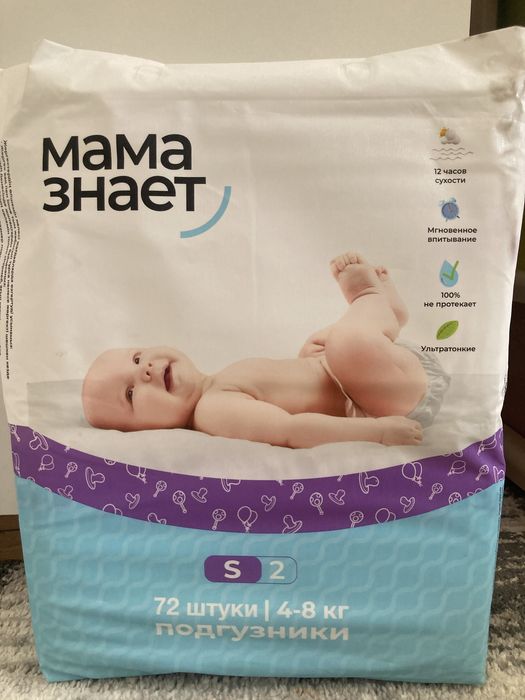 мама
знает
12 часов
сухости
Мгновенное
впитывание
100%
не протекает
Ультратонкие
S 2
72 штуки | 4-8 кг
подгузники